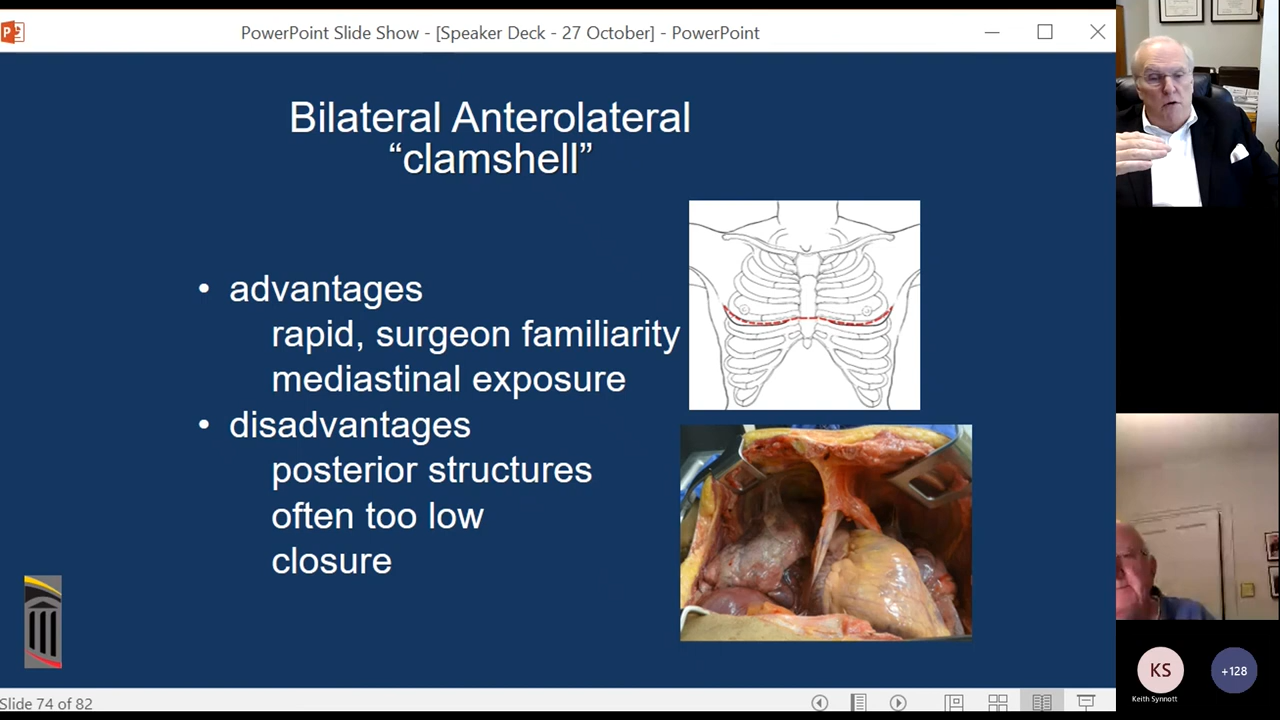 PowerPoint Slide Show - [Speaker Deck - 27 October] - PowerPoint
Bilateral Anterolateral
“clamshell”
• advantages
rapid, surgeon familiarity
mediastinal exposure
• disadvantages
posterior structures
often too low
closure
Slide 74 of 82
P
KS
+128
Keith Synnott